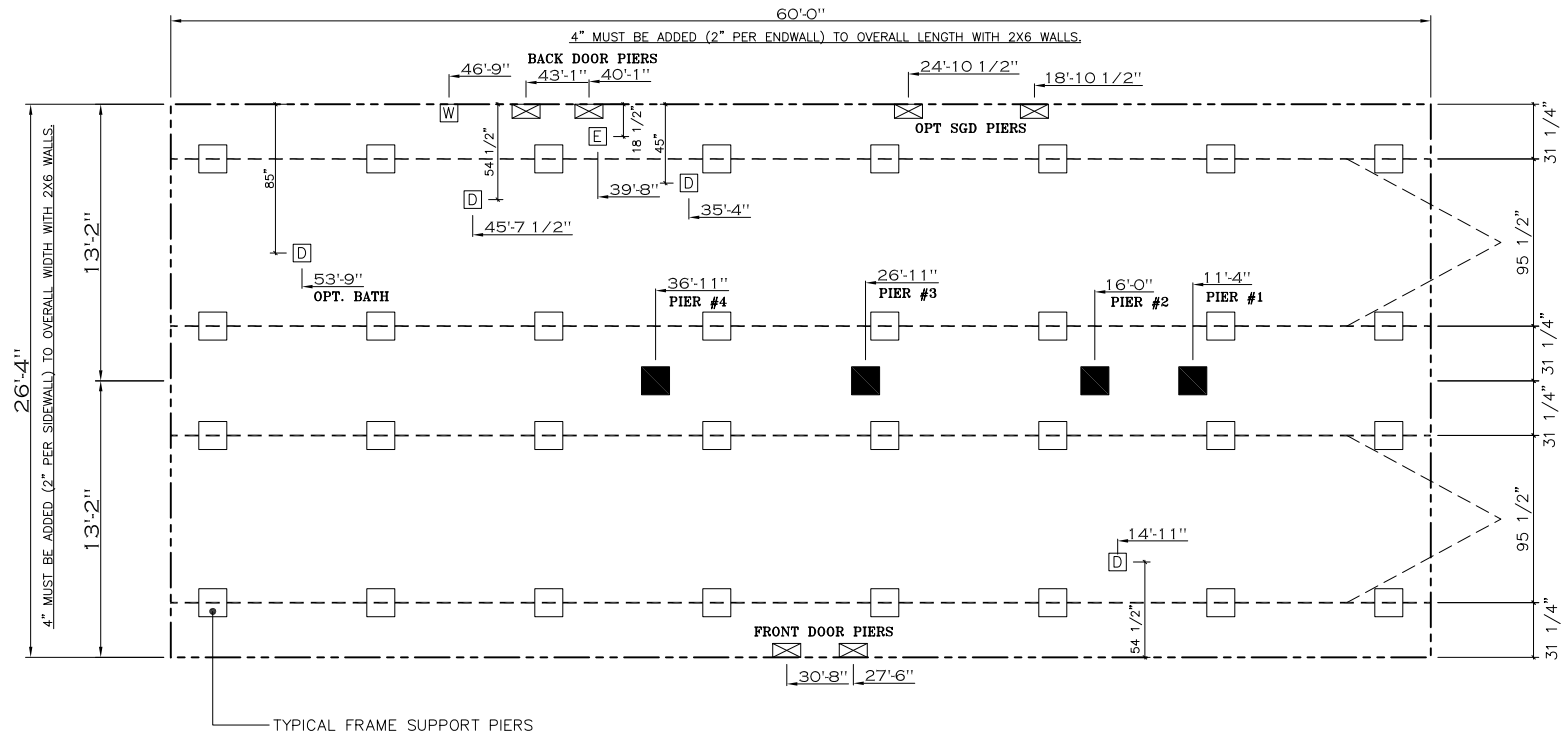 60'-0"
4" MUST BE ADDED (2" PER ENDWALL) TO OVERALL LENGTH WITH 2X6 WALLS.
BACK DOOR PIERS
46'-9"
43'-1"
40'-1"
24'-10 1/2"
18'-10 1/2"
W
E
18 1/2"
OPT SGD PIERS
31 1/4"
54 1/2"
45"
85"
D
39'-8"
D
35'-4"
45'-7 1/2"
95 1/2"
D
53'-9"
OPT. BATH
13'-2"
36'-11"
PIER #4
26'-11"
PIER #3
16'-0"
PIER #2
11'-4"
PIER #1
31 1/4"
26'-4"
4" MUST BE ADDED (2" PER SIDEWALL) TO OVERALL WIDTH WITH 2X6 WALLS.
31 1/4"
13'-2"
95 1/2"
14'-11"
D
54 1/2"
31 1/4"
FRONT DOOR PIERS
30'-8"
27'-6"
TYPICAL FRAME SUPPORT PIERS